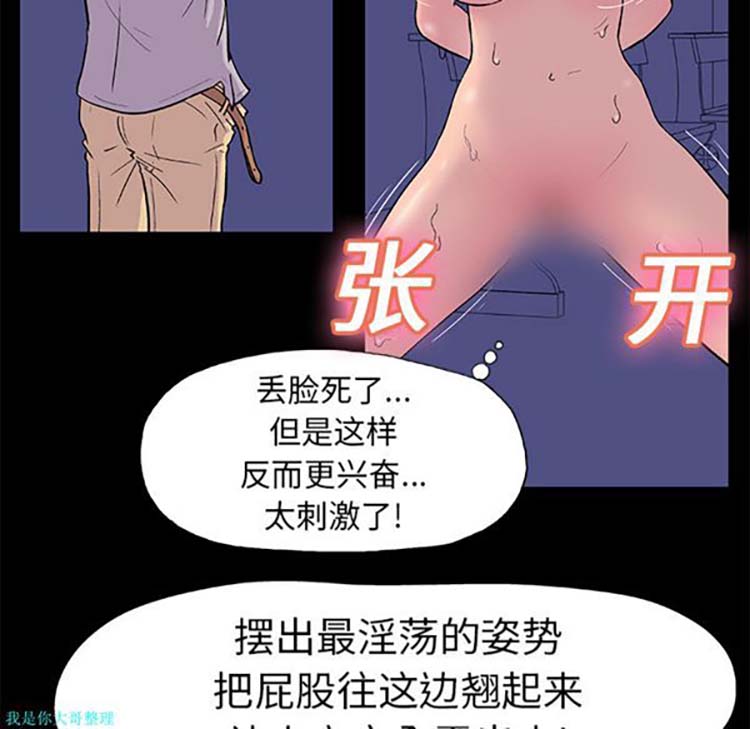 张 开
丢脸死了...
但是这样
反而更兴奋...
太刺激了!
摆出最淫荡的姿势
把屁股往这边翘起来
我是你大哥整理